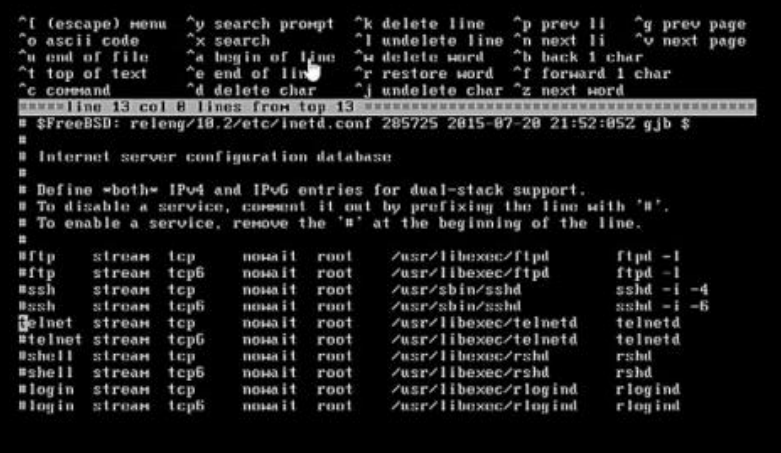 ^[ (escape) menu ^y search prompt ^k delete line ^p prev li ^g prev page
^o ascii code ^x search ^l undelete line ^n next li ^v next page
^u end of file ^a begin of line ^w delete word ^b back 1 char
^t top of text ^e end of line ^r restore word ^f forward 1 char
^c command ^d delete char ^j undelete char ^z next word
=====line 13 col 0 lines from top 13 ============================================
# $FreeBSD: releng/10.2/etc/inetd.conf 285725 2015-07-20 21:52:05Z gjb $
#
# Internet server configuration database
#
# Define *both* IPv4 and IPv6 entries for dual-stack support.
# To disable a service, comment it out by prefixing the line with '#'.
# To enable a service, remove the '#' at the beginning of the line.
#
#ftp stream tcp nowait root /usr/libexec/ftpd ftpd -l
#ftp stream tcp6 nowait root /usr/libexec/ftpd ftpd -l
#ssh stream tcp nowait root /usr/sbin/sshd sshd -i -4
#ssh stream tcp6 nowait root /usr/sbin/sshd sshd -i -6
telnet stream tcp nowait root /usr/libexec/telnetd telnetd
#telnet stream tcp6 nowait root /usr/libexec/telnetd telnetd
#shell stream tcp nowait root /usr/libexec/rshd rshd
#shell stream tcp6 nowait root /usr/libexec/rshd rshd
#login stream tcp nowait root /usr/libexec/rlogind rlogind
#login stream tcp6 nowait root /usr/libexec/rlogind rlogind